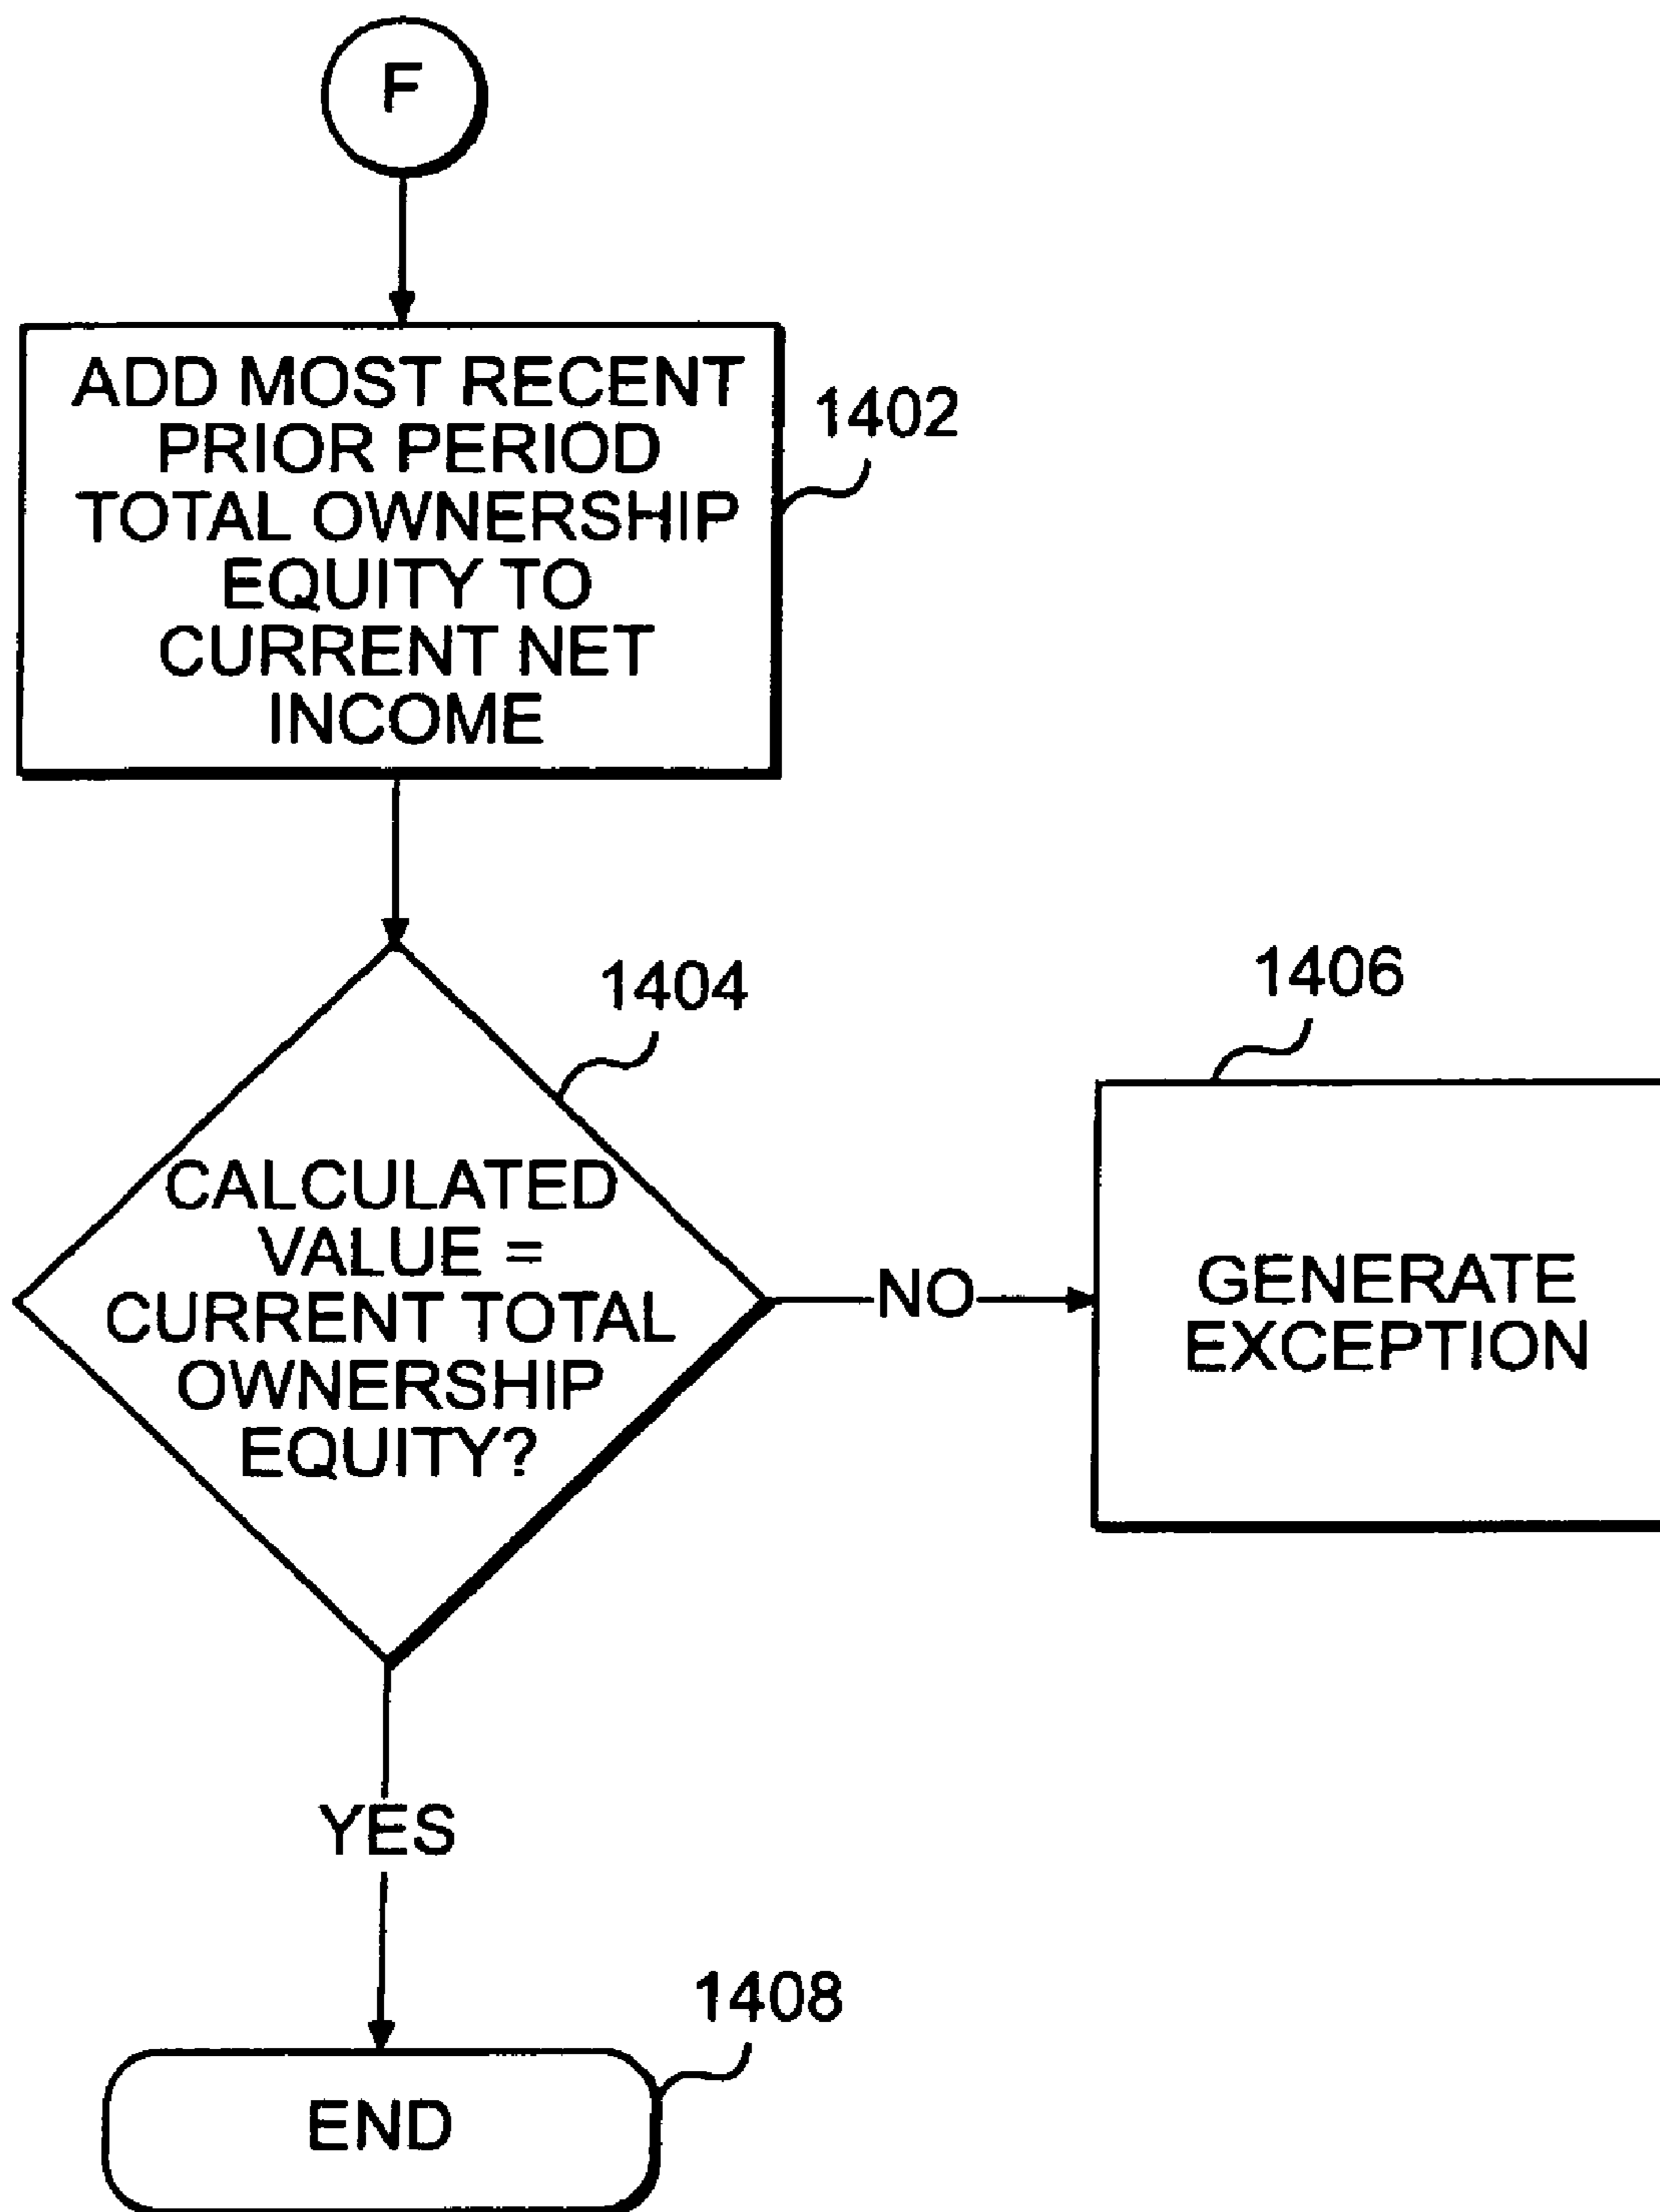 F
ADD MOST RECENT
PRIOR PERIOD
TOTAL OWNERSHIP
EQUITY TO
CURRENT NET
INCOME
1402
1404
CALCULATED
VALUE =
CURRENT TOTAL
OWNERSHIP
EQUITY?
NO
1406
GENERATE
EXCEPTION
YES
1408
END